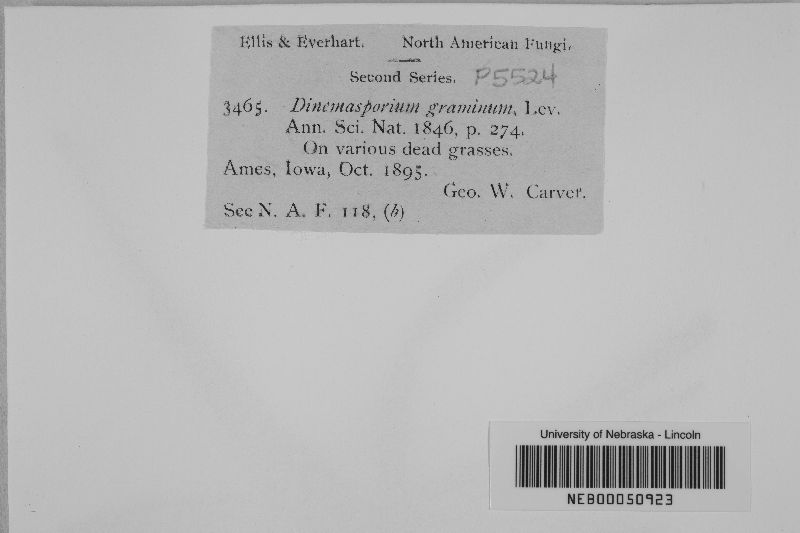 Ellis & Everhart. North American Fungi.
Second Series. P5524
3465. Dinemasporium graminum, Lev.
Ann. Sci. Nat. 1846, p. 274.
On various dead grasses.
Ames, Iowa, Oct. 1895.
Geo. W. Carver.
See N. A. F. 118, (b)
University of Nebraska - Lincoln
NEB00050923